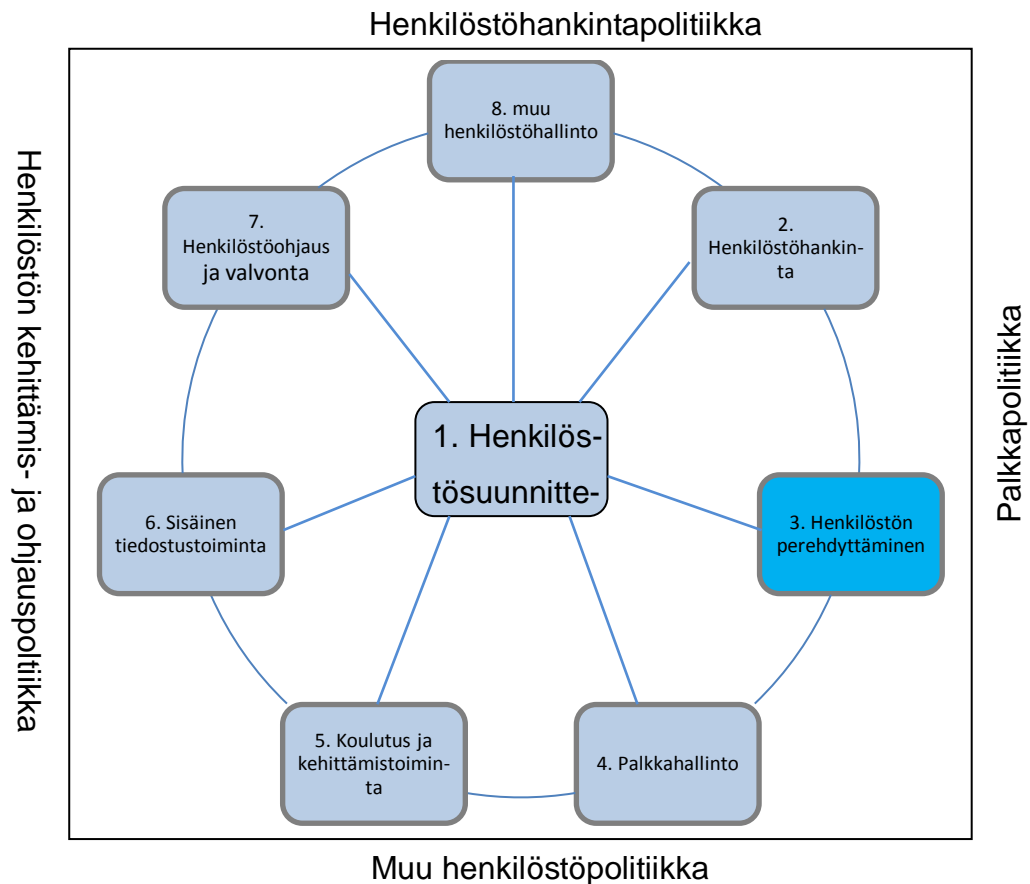 Henkilöstöhankintapolitiikka
8. muu
henkilöstöhallinto
7.
Henkilöstöohjaus
ja valvonta
2.
Henkilöstöhankin-
ta
1. Henkilös-
tösuunnitte-
6. Sisäinen
tiedostustoiminta
3. Henkilöstön
perehdyttäminen
5. Koulutus ja
kehittämistoimin-
ta
4. Palkkahallinto
Henkilöstön kehittämis- ja ohjauspoltiikka
Palkkapolitiikka
Muu henkilöstöpolitiikka